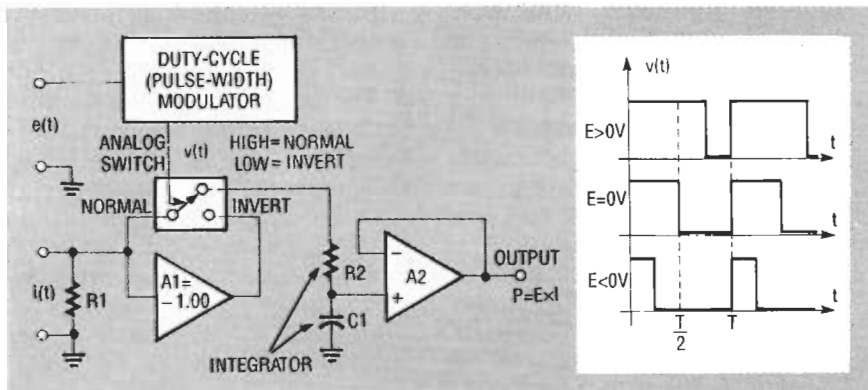 DUTY-CYCLE
(PULSE-WIDTH)
MODULATOR
e(t)
ANALOG
SWITCH
v(t)
HIGH=NORMAL
LOW=INVERT
NORMAL
INVERT
i(t)
R1
A1=
-1.00
R2
C1
INTEGRATOR
-
+
A2
OUTPUT
P=E×I
v(t)
E>0V
t
E=0V
t
E<0V
t
T
2
T